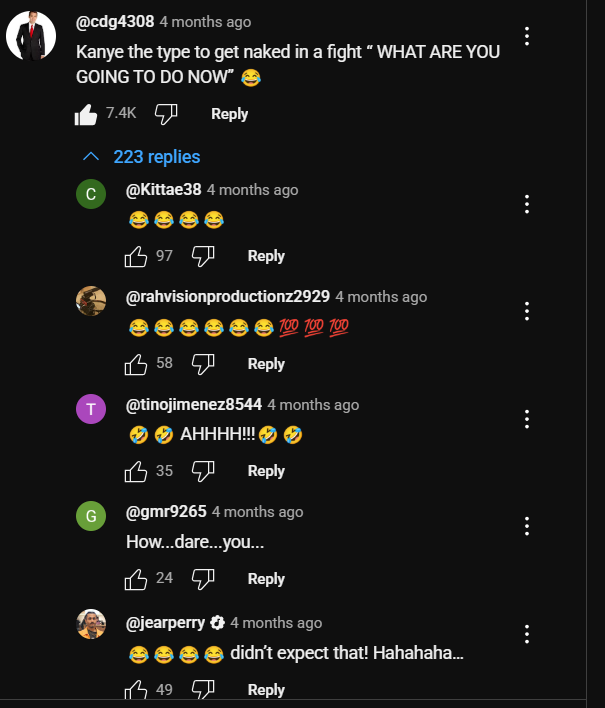 @cdg4308 4 months ago
Kanye the type to get naked in a fight “ WHAT ARE YOU
GOING TO DO NOW” 😂
7.4K Reply
223 replies
C
@Kittae38 4 months ago
😂😂😂😂
97 Reply
@rahvisionproductionz2929 4 months ago
😂😂😂😂😂😂💯💯💯
58 Reply
T
@tinojimenez8544 4 months ago
🤣🤣 AHHHH!!!🤣🤣
35 Reply
G
@gmr9265 4 months ago
How...dare...you...
24 Reply
@jearperry 4 months ago
😂😂😂😂 didn’t expect that! Hahahaha...
49 Reply